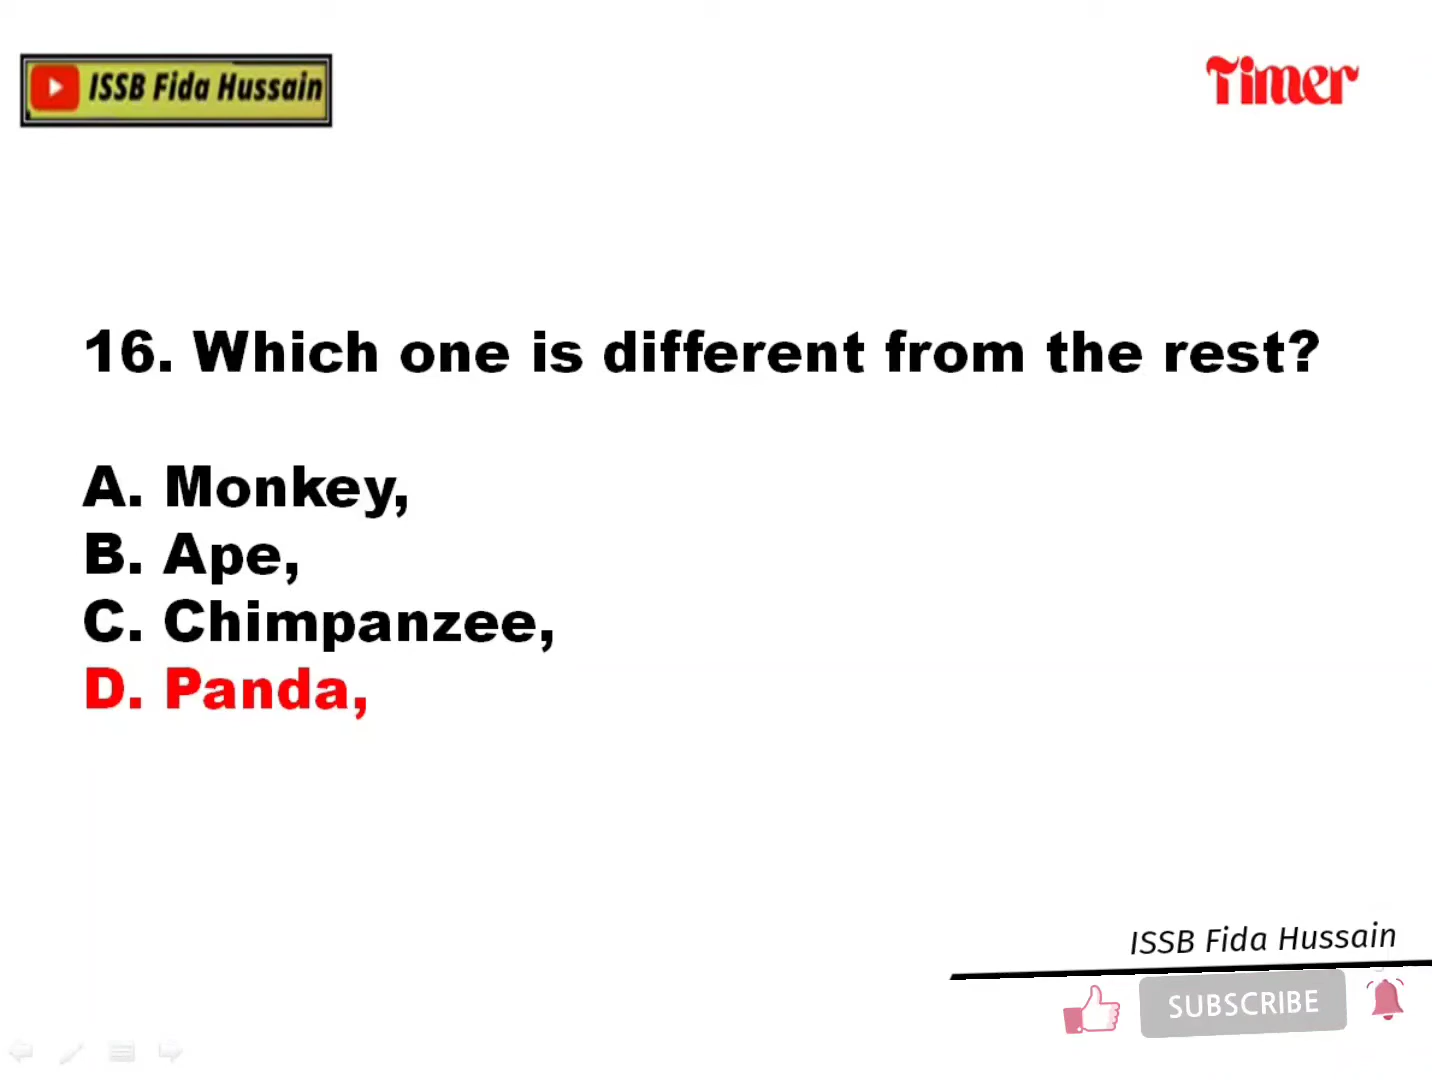 ISSB Fida Hussain
Timer
16. Which one is different from the rest?
A. Monkey,
B. Ape,
C. Chimpanzee,
D. Panda,
ISSB Fida Hussain
SUBSCRIBE